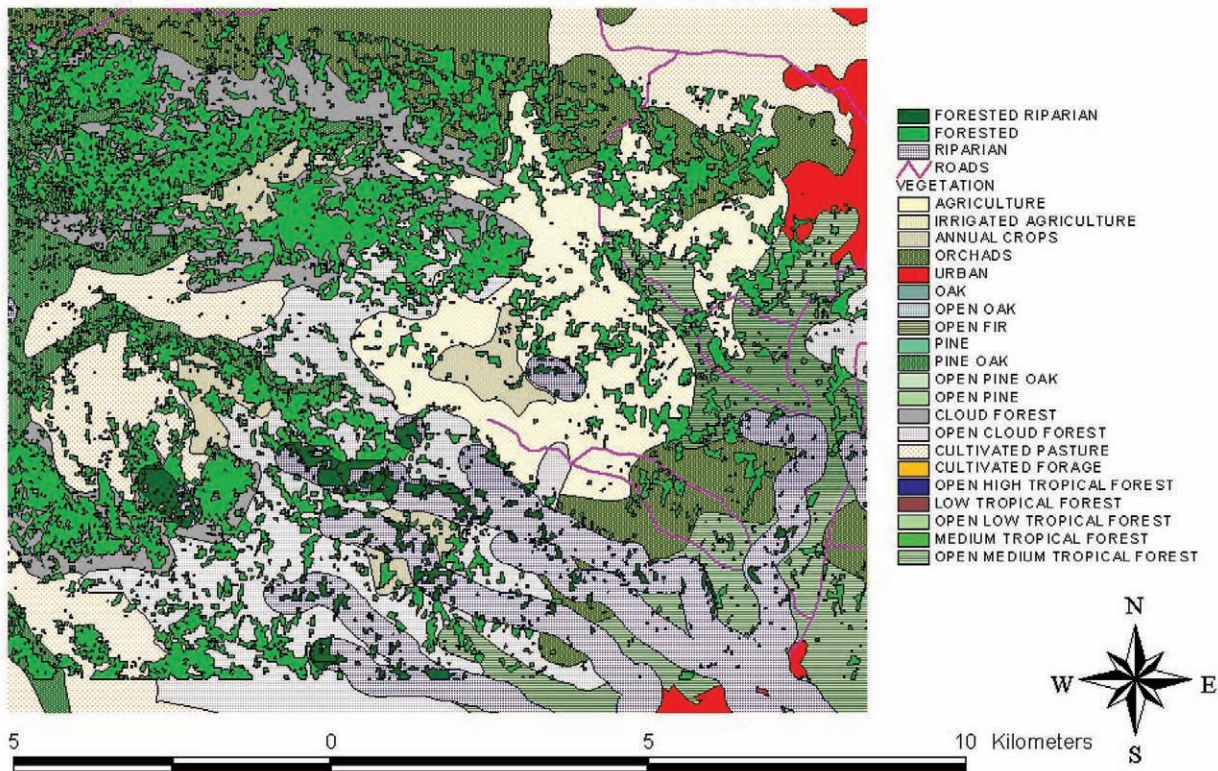 FORESTED RIPARIAN
FORESTED
RIPARIAN
ROADS
VEGETATION
AGRICULTURE
IRRIGATED AGRICULTURE
ANNUAL CROPS
ORCHADS
URBAN
OAK
OPEN OAK
OPEN FIR
PINE
PINE OAK
OPEN PINE OAK
OPEN PINE
CLOUD FOREST
OPEN CLOUD FOREST
CULTIVATED PASTURE
CULTIVATED FORAGE
OPEN HIGH TROPICAL FOREST
LOW TROPICAL FOREST
OPEN LOW TROPICAL FOREST
MEDIUM TROPICAL FOREST
OPEN MEDIUM TROPICAL FOREST
N
W E
S
5 0 5 10 Kilometers